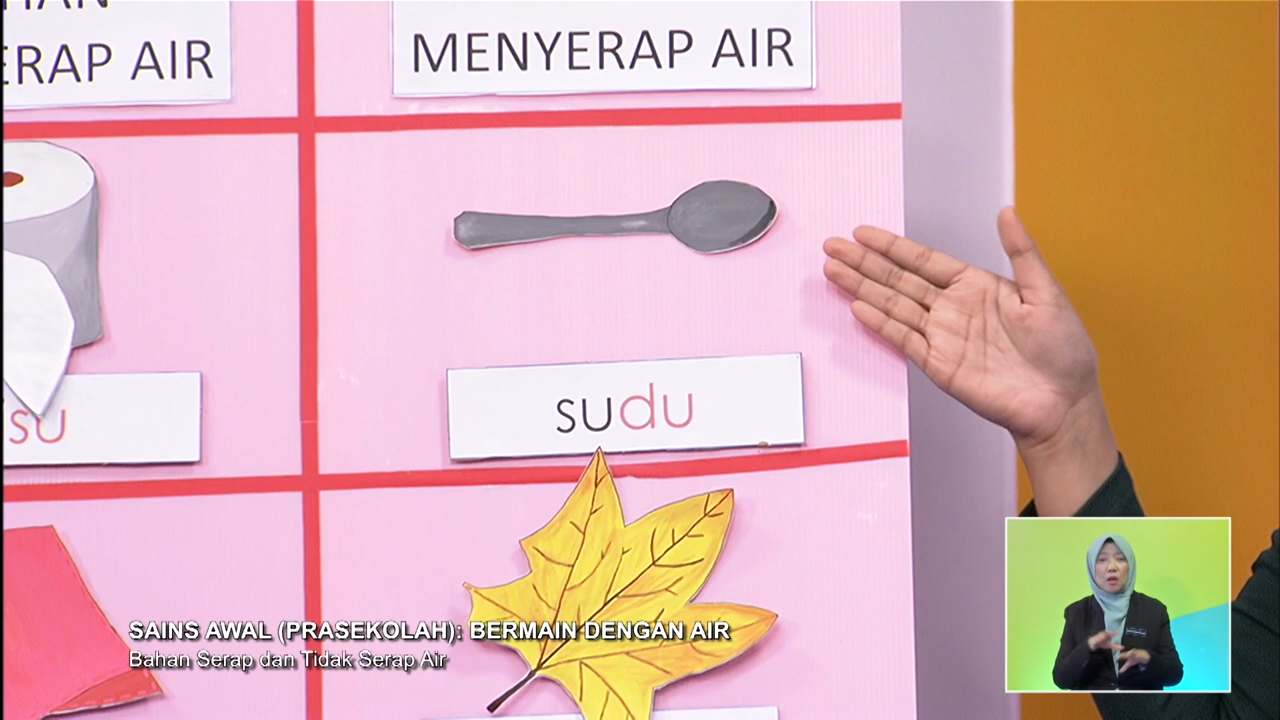 ERAP AIR
MENYERAP AIR
su
sudu
SAINS AWAL (PRASEKOLAH): BERMAIN DENGAN AIR
Bahan Serap dan Tidak Serap Air